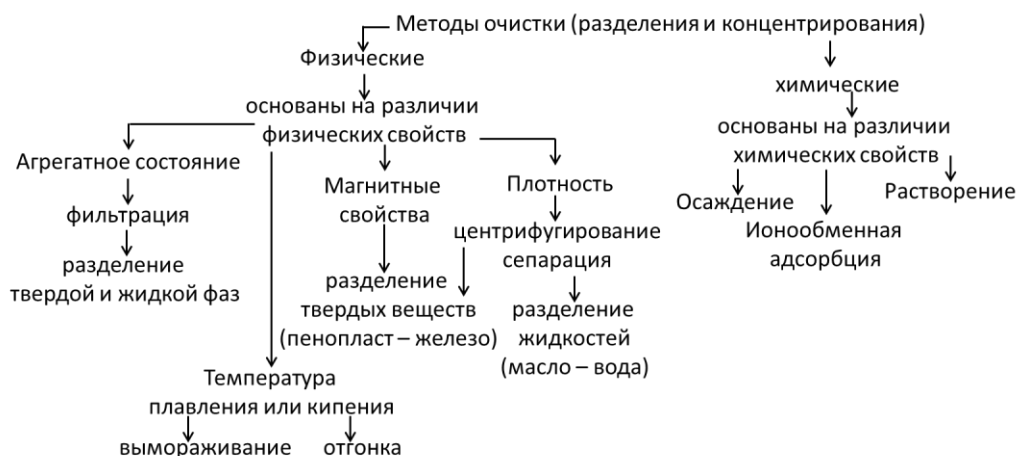 Методы очистки (разделения и концентрирования)
Физические
химические
основаны на различии
физических свойств
основаны на различии
химических свойств
Агрегатное состояние
Магнитные
свойства
Плотность
Осаждение
Растворение
фильтрация
центрифугирование
сепарация
Ионообменная
адсорбция
разделение
твердой и жидкой фаз
разделение
твердых веществ
(пенопласт – железо)
разделение
жидкостей
(масло – вода)
Температура
плавления или кипения
вымораживание
отгонка